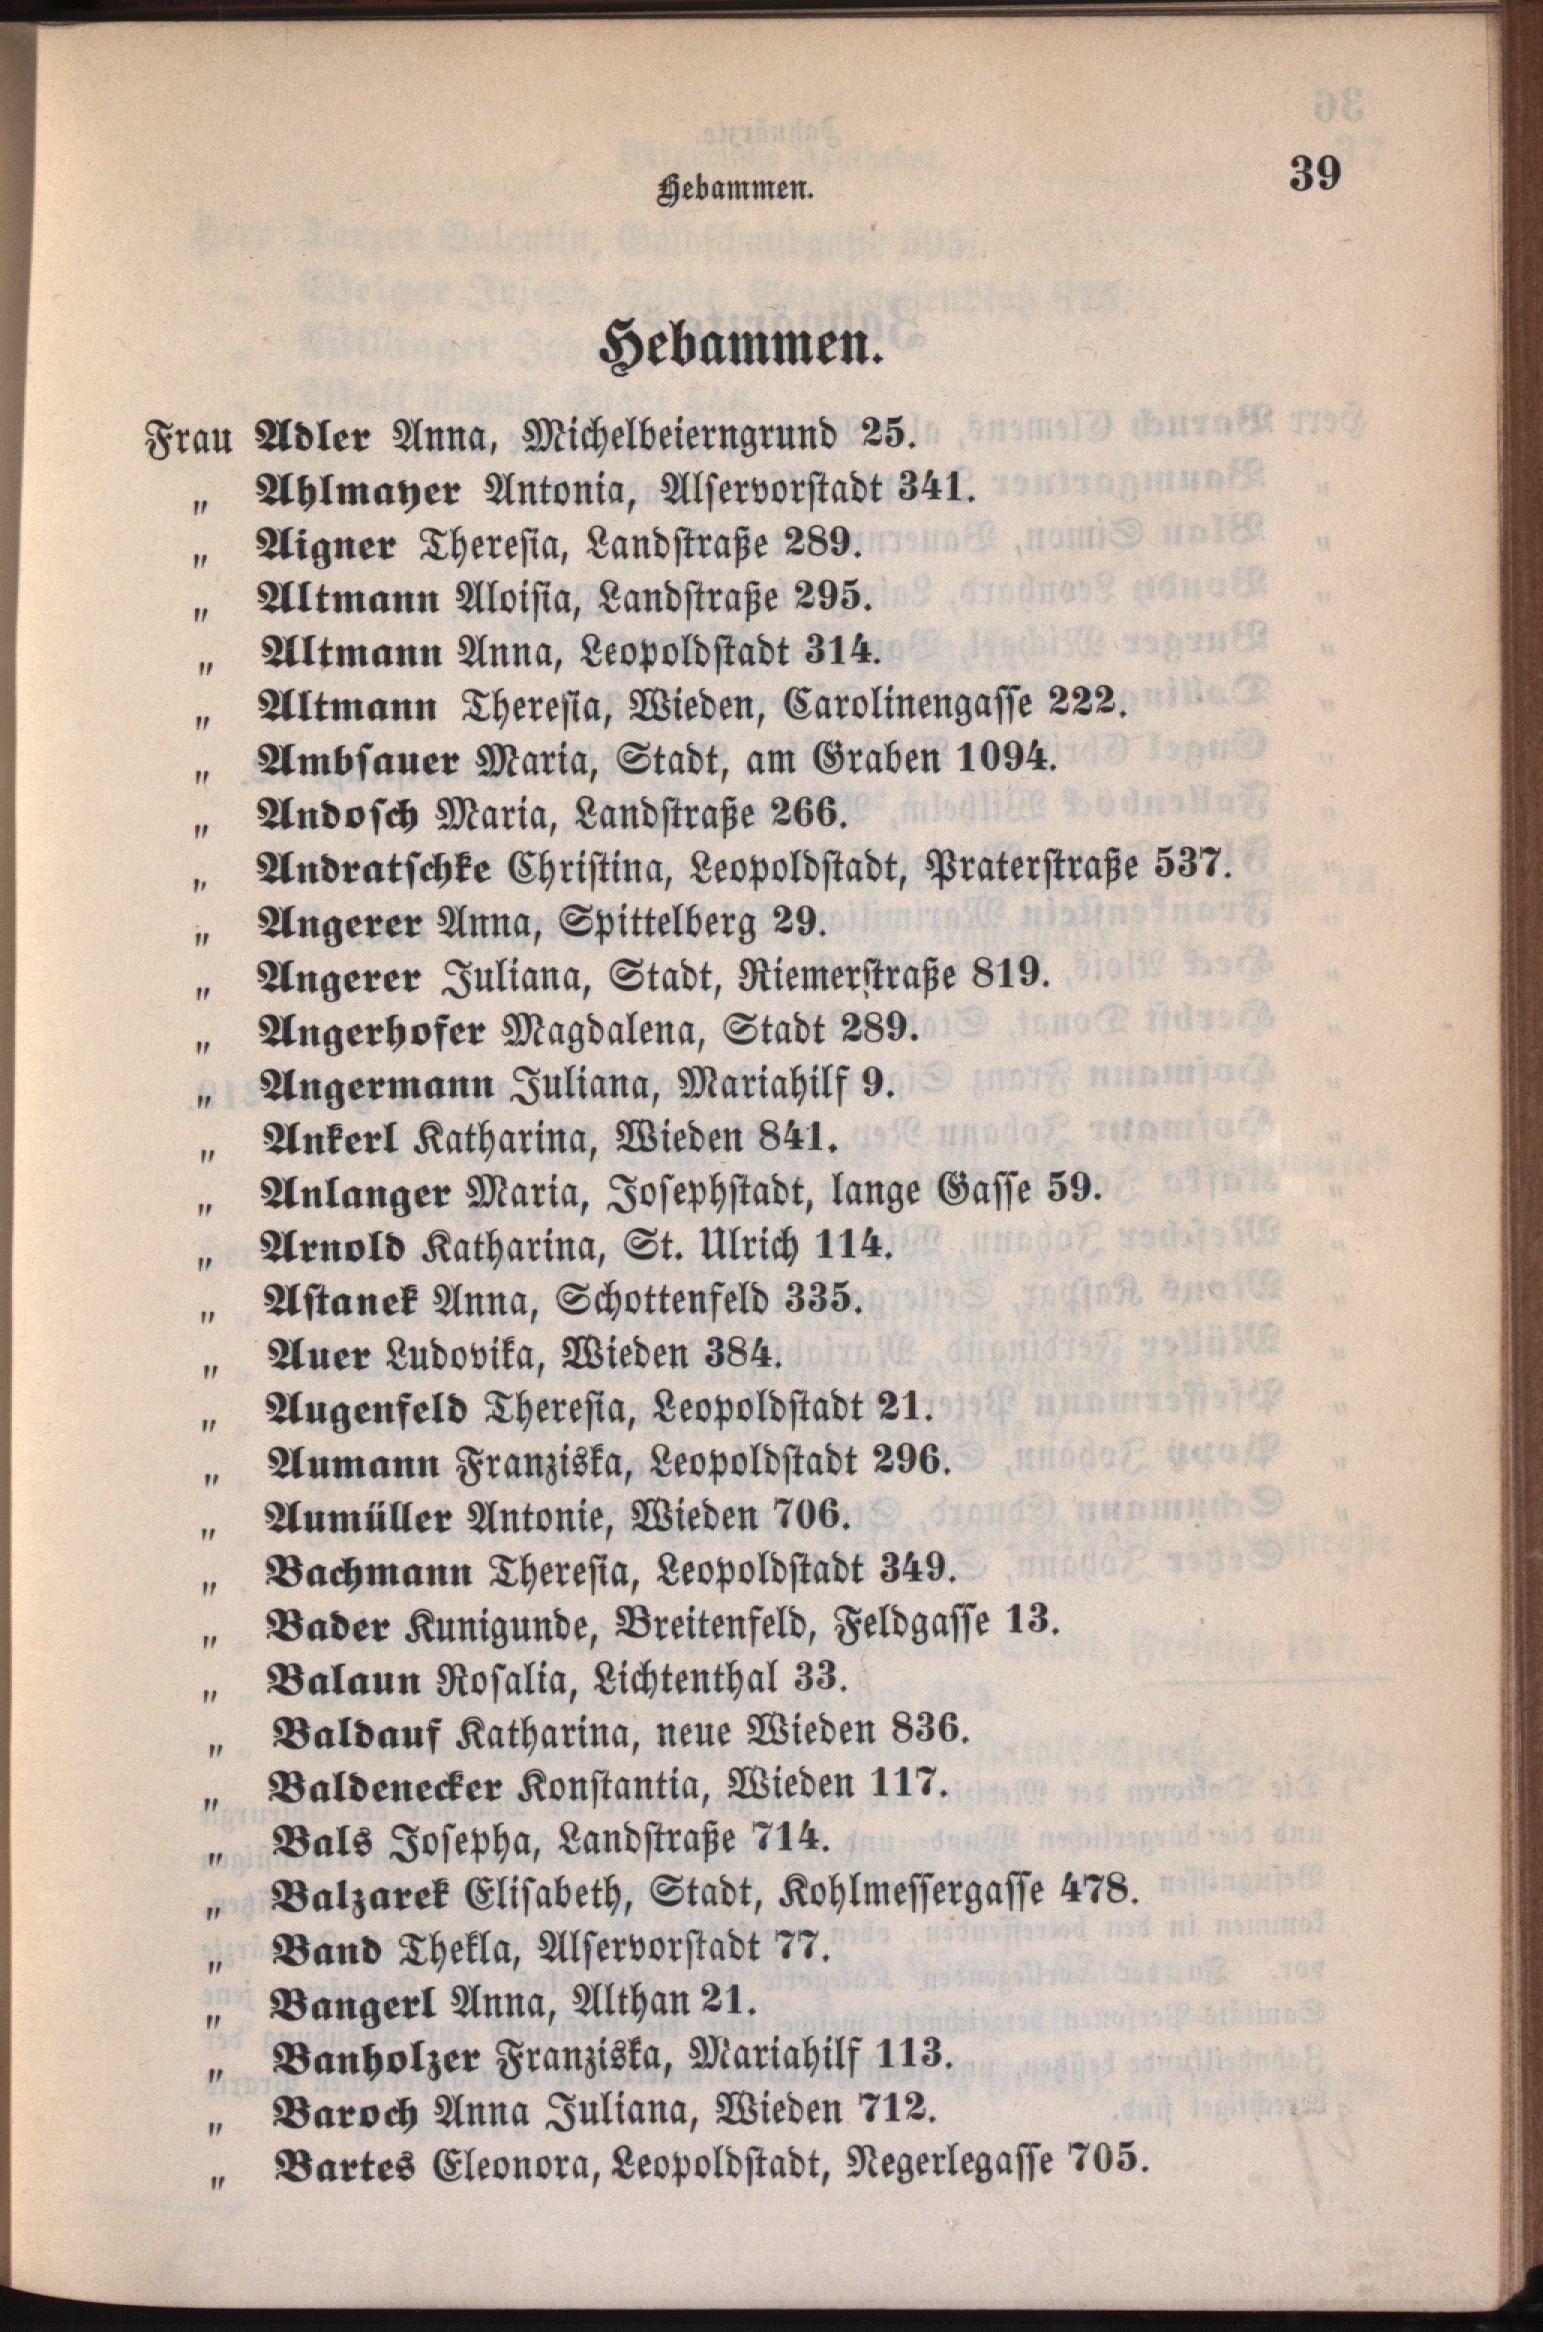 Hebammen.
39
Hebammen.
Frau Adler Anna, Michelbeierngrund 25.
„ Ahlmayer Antonia, Alservorstadt 341.
„ Aigner Theresia, Landstraße 289.
„ Altmann Aloisia, Landstraße 295.
„ Altmann Anna, Leopoldstadt 314.
„ Altmann Theresia, Wieden, Carolinengasse 222.
„ Ambsauer Maria, Stadt, am Graben 1094.
„ Andosch Maria, Landstraße 266.
„ Andratschke Christina, Leopoldstadt, Praterstraße 537.
„ Angerer Anna, Spittelberg 29.
„ Angerer Juliana, Stadt, Riemerstraße 819.
„ Angerhofer Magdalena, Stadt 289.
„ Angermann Juliana, Mariahilf 9.
„ Ankerl Katharina, Wieden 841.
„ Anlanger Maria, Josephstadt, lange Gasse 59.
„ Arnold Katharina, St. Ulrich 114.
„ Astanek Anna, Schottenfeld 335.
„ Auer Ludovika, Wieden 384.
„ Augenfeld Theresia, Leopoldstadt 21.
„ Aumann Franziska, Leopoldstadt 296.
„ Aumüller Antonie, Wieden 706.
„ Bachmann Theresia, Leopoldstadt 349.
„ Bader Kunigunde, Breitenfeld, Feldgasse 13.
„ Balaun Rosalia, Lichtenthal 33.
„ Baldauf Katharina, neue Wieden 836.
„ Baldenecker Konstantia, Wieden 117.
„ Bals Josepha, Landstraße 714.
„ Balzarek Elisabeth, Stadt, Kohlmessergasse 478.
„ Band Thekla, Alservorstadt 77.
„ Bangerl Anna, Althan 21.
„ Banholzer Franziska, Mariahilf 113.
„ Baroch Anna Juliana, Wieden 712.
„ Bartes Eleonora, Leopoldstadt, Negerlegasse 705.